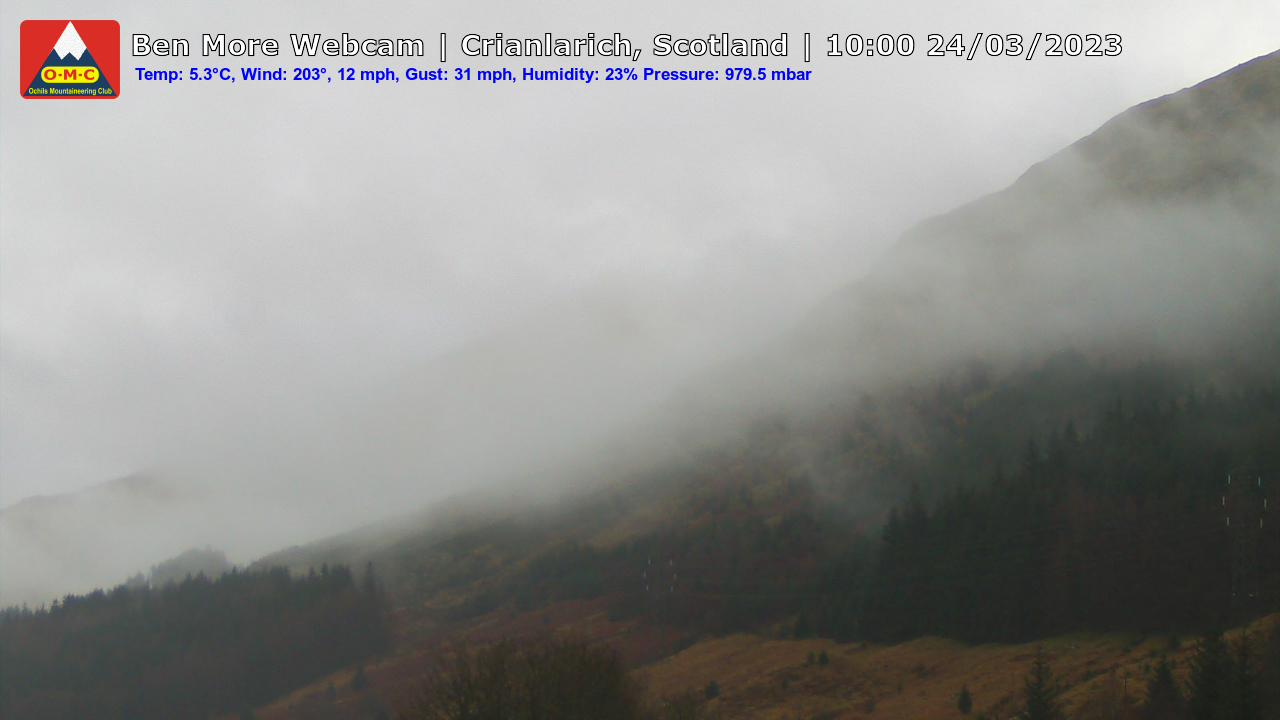 Ben More Webcam | Crianlarich, Scotland | 10:00 24/03/2023
Temp: 5.3°C, Wind: 203°, 12 mph, Gust: 31 mph, Humidity: 23% Pressure: 979.5 mbar
O·M·C
Ochils Mountaineering Club